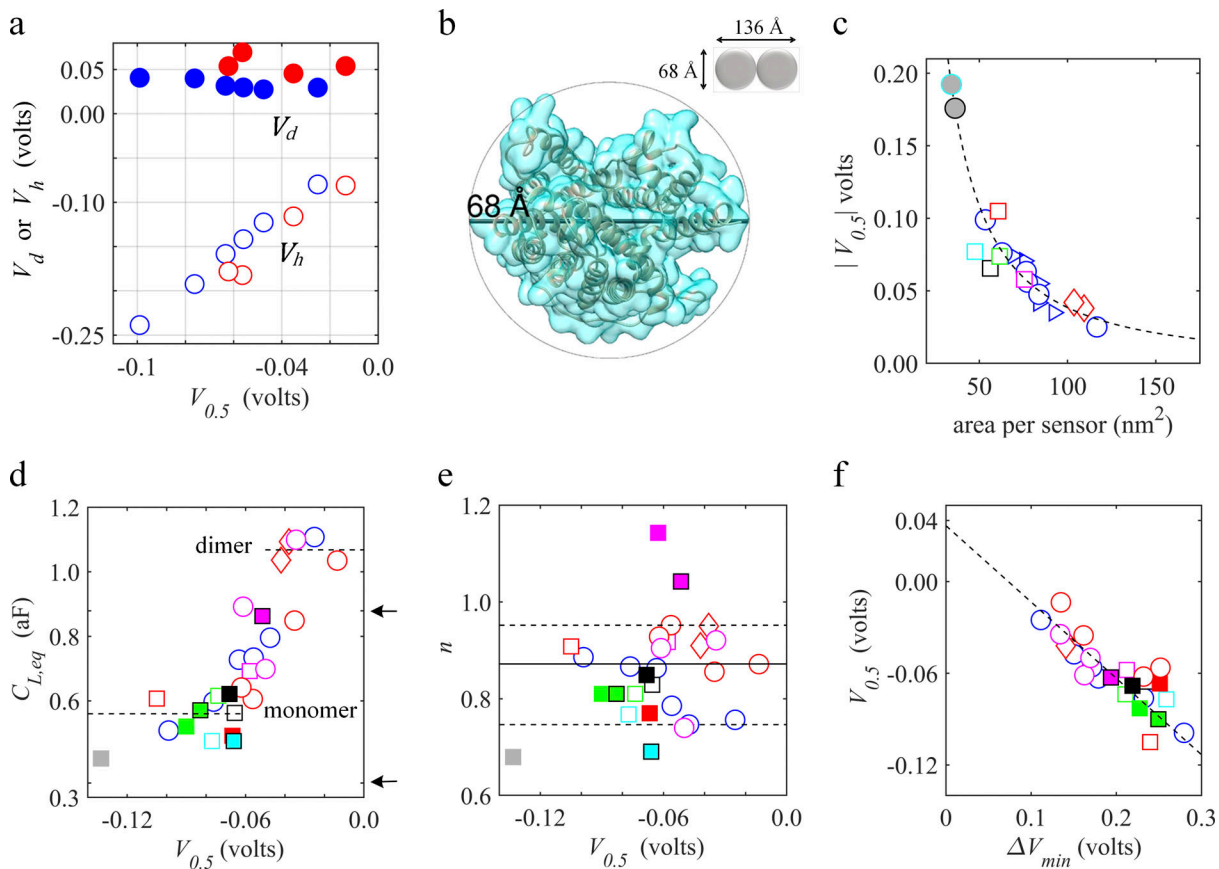 a
V_d or V_h (volts)
0.05
0.00
-0.10
-0.25
V_d
V_h
-0.1
-0.04
0.0
V_0.5 (volts)
b
136 Å
68 Å
68 Å
c
| V_0.5 | volts
0.20
0.15
0.10
0.05
0.00
50
100
150
area per sensor (nm²)
d
C_L,eq (aF)
1.2
1.0
0.8
0.6
0.3
dimer
monomer
-0.12
-0.06
0
V_0.5 (volts)
e
n
1.2
1.0
0.8
0.6
-0.12
-0.06
0.0
V_0.5 (volts)
f
V_0.5 (volts)
0.04
0.00
-0.06
-0.12
0
0.1
0.2
0.3
ΔV_min (volts)